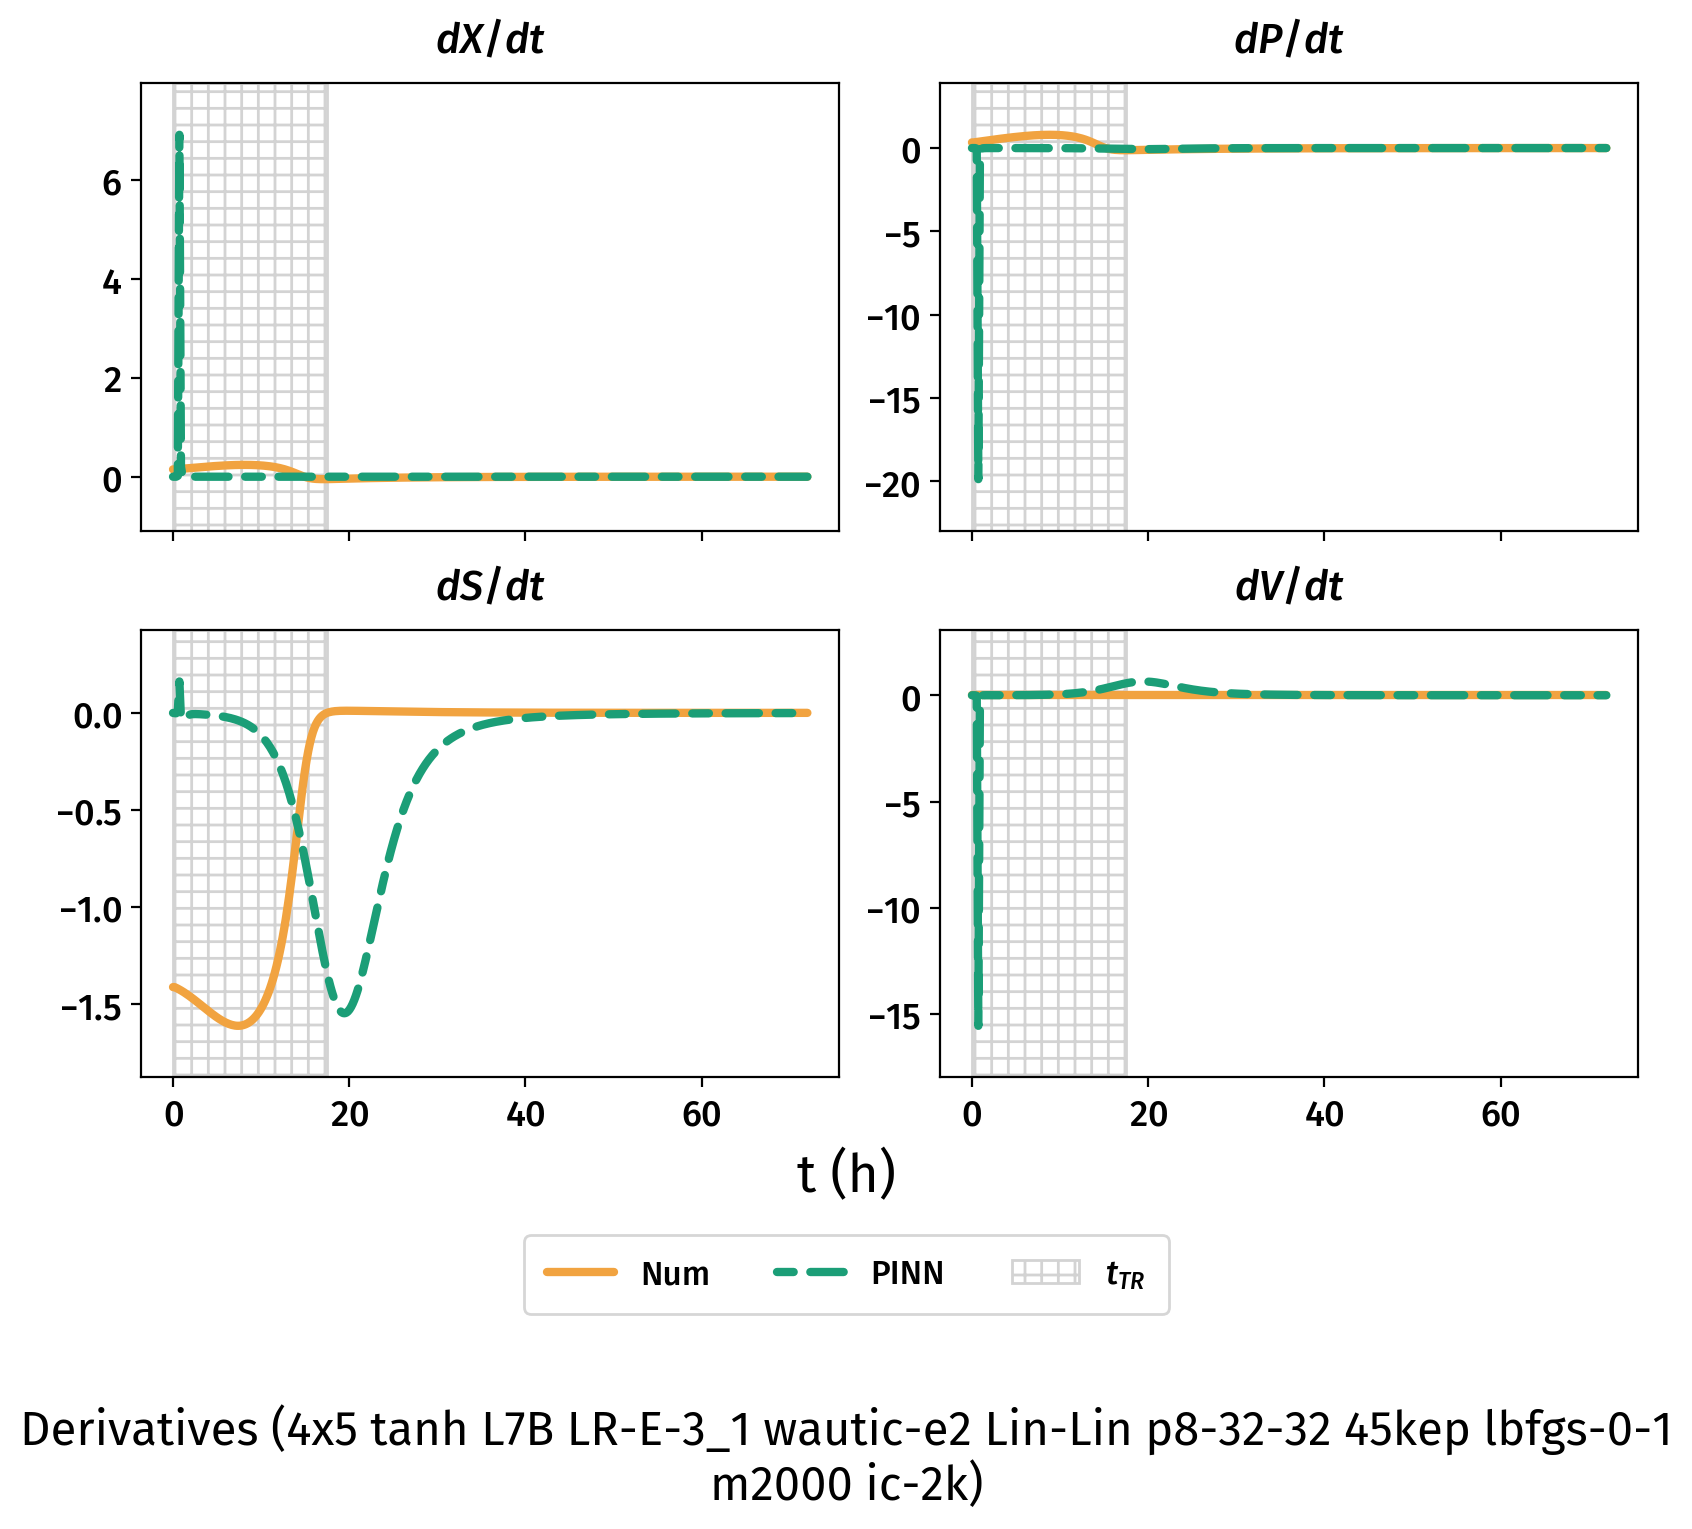 dX/dt
dP/dt
6
4
2
0
0
−5
−10
−15
−20
dS/dt
dV/dt
0.0
−0.5
−1.0
−1.5
0
−5
−10
−15
0 20 40 60
0 20 40 60
t (h)
Num PINN tTR
Derivatives (4x5 tanh L7B LR-E-3_1 wautic-e2 Lin-Lin p8-32-32 45kep lbfgs-0-1
m2000 ic-2k)